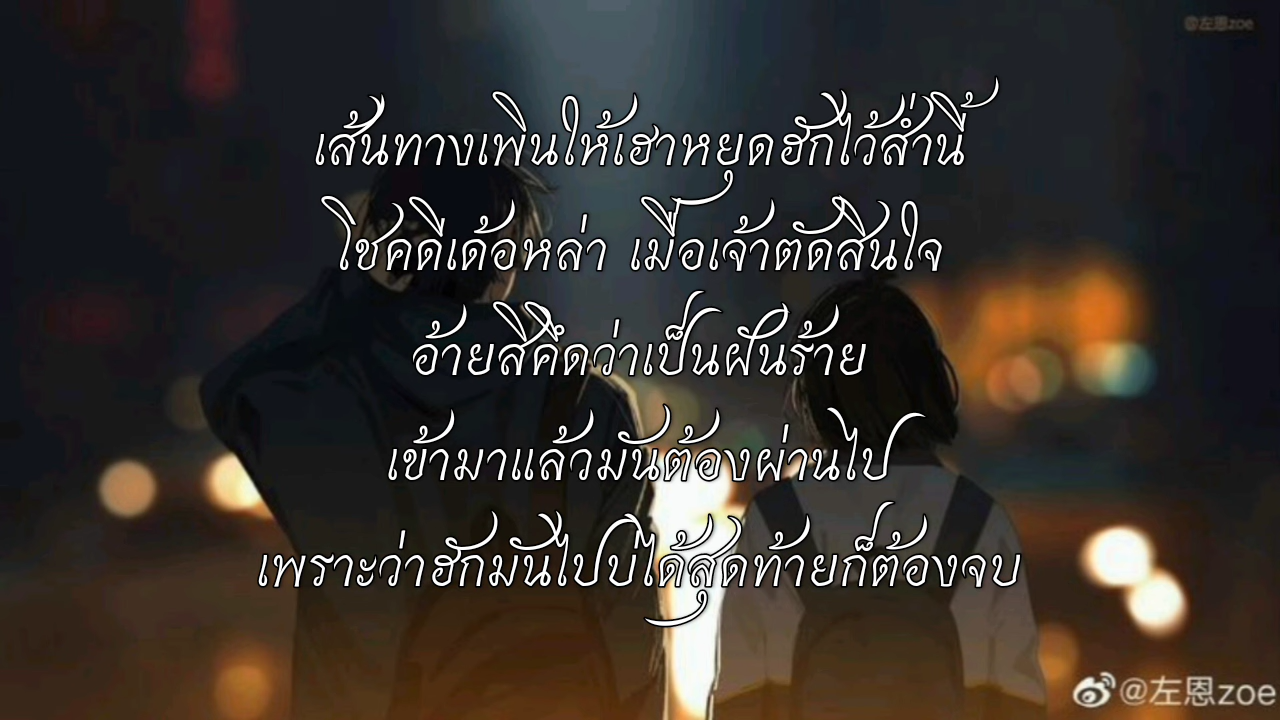 @左恩zoe
เส้นทางเพิ่นให้เฮาหยุดฮักไว้ส่ำนี้
โชคดีเด้อหล่า เมื่อเจ้าตัดสินใจ
อ้ายสิคึดว่าเป็นฝันร้าย
เข้ามาแล้วมันต้องผ่านไป
เพราะว่าฮักมันไปบ่ได้สุดท้ายก็ต้องจบ
@左恩zoe